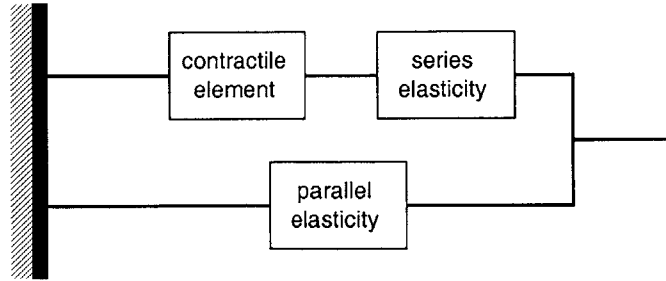 contractile
element
series
elasticity
parallel
elasticity